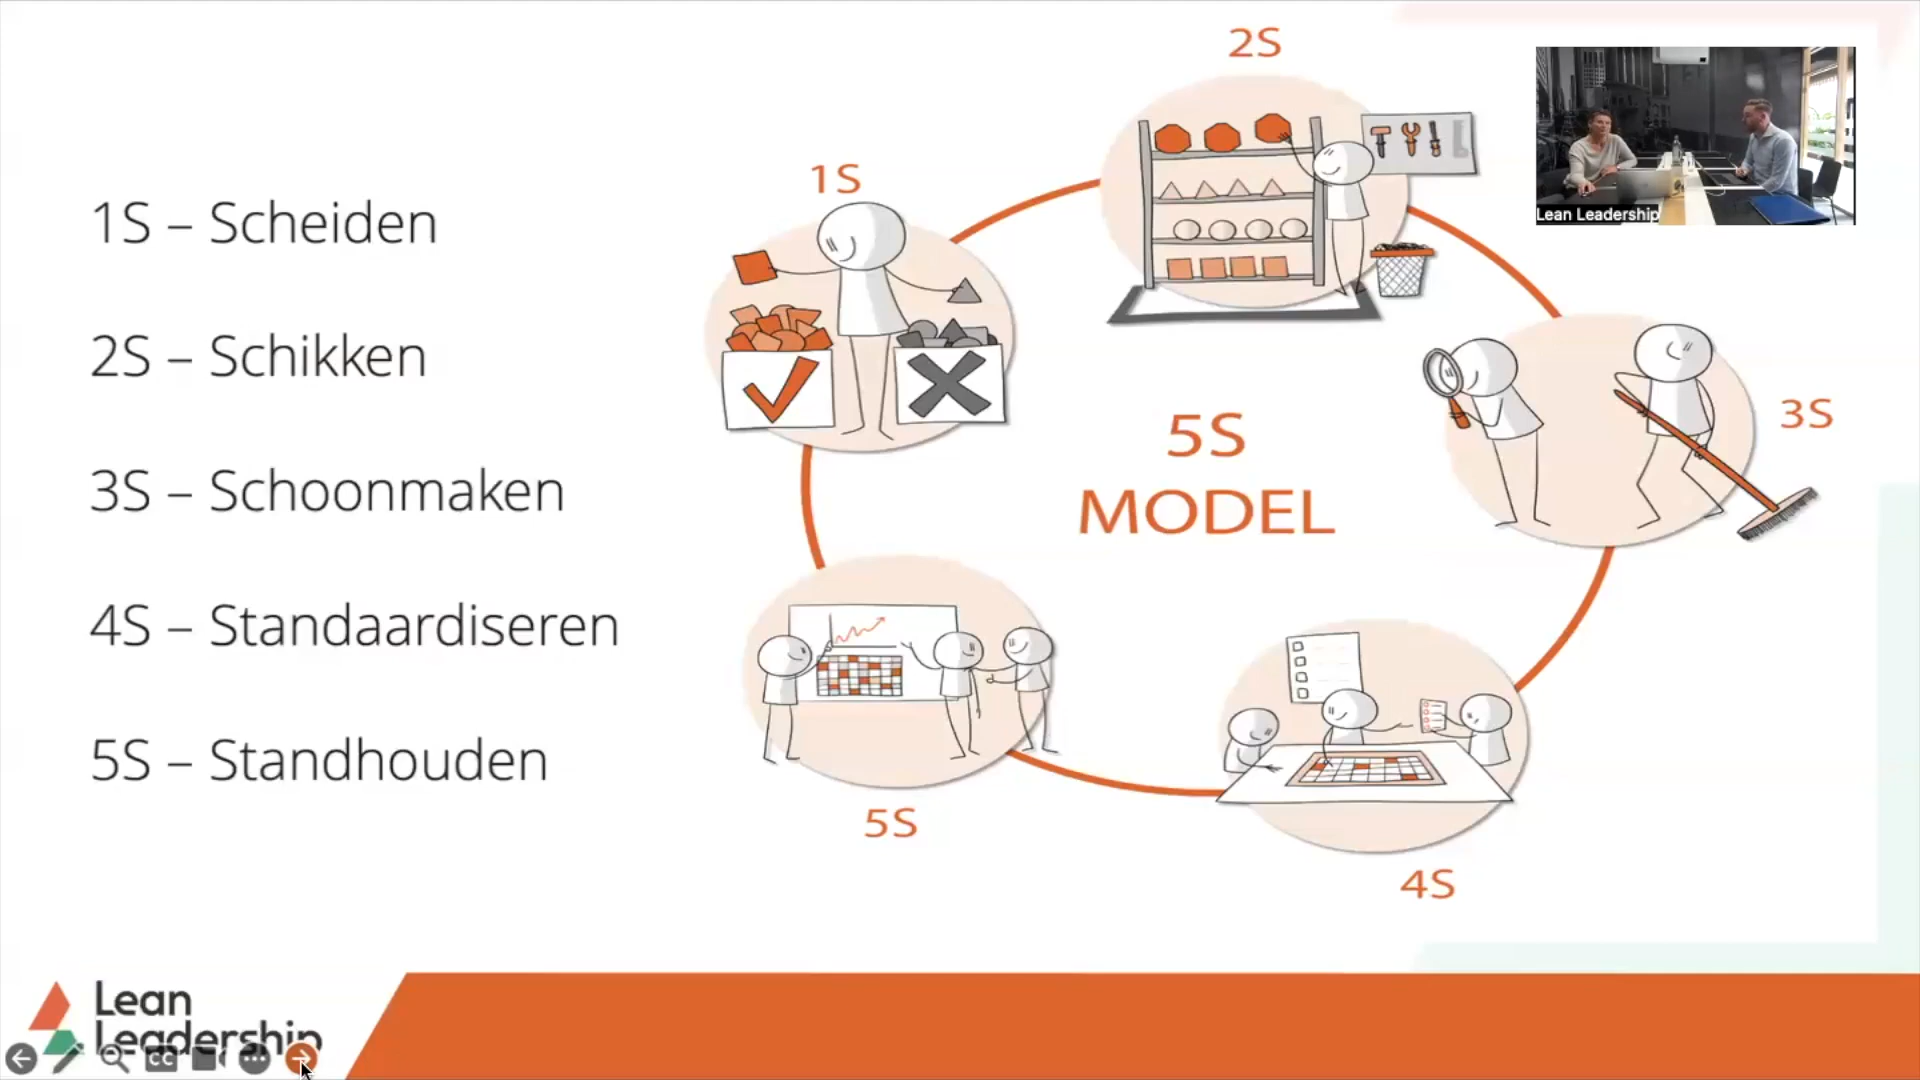 1S – Scheiden
2S – Schikken
3S – Schoonmaken
4S – Standaardiseren
5S – Standhouden
1S
2S
3S
4S
5S
5S
MODEL
Lean Leadership
Lean
Leadership
CC